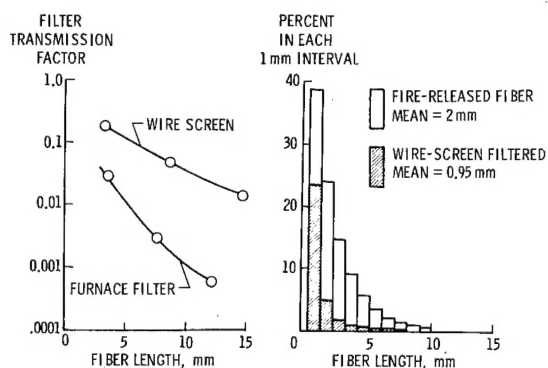 FILTER
TRANSMISSION
FACTOR
1.0
0.1
0.01
0.001
.0001
WIRE SCREEN
FURNACE FILTER
0
5
10
15
FIBER LENGTH, mm
PERCENT
IN EACH
1 mm INTERVAL
40
30
20
10
0
5
10
15
FIBER LENGTH, mm
FIRE-RELEASED FIBER
MEAN = 2 mm
WIRE-SCREEN FILTERED
MEAN = 0.95 mm